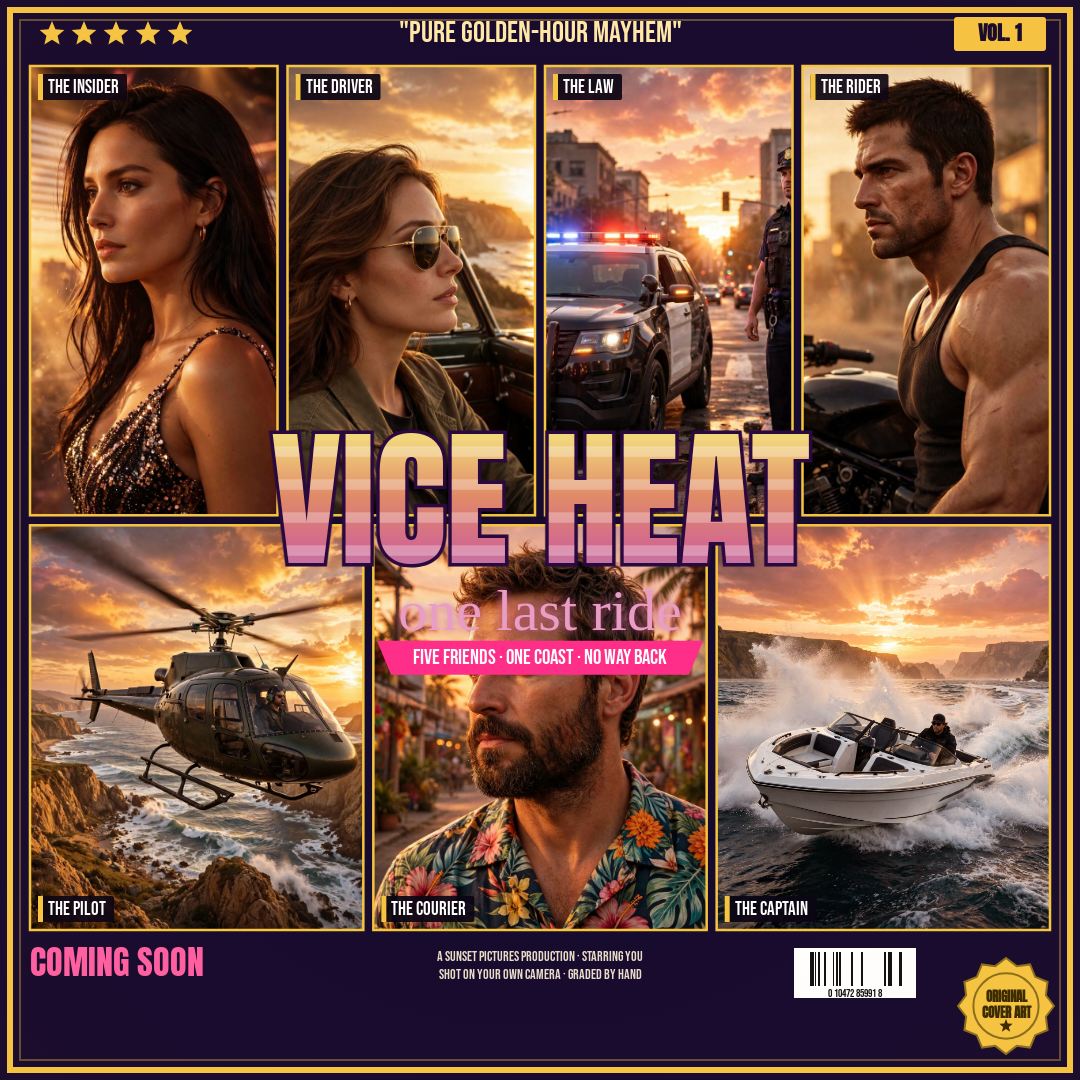 "PURE GOLDEN-HOUR MAYHEM"
VOL. 1
THE INSIDER
THE DRIVER
THE LAW
THE RIDER
VICE HEAT
one last ride
FIVE FRIENDS · ONE COAST · NO WAY BACK
THE PILOT
THE COURIER
THE CAPTAIN
COMING SOON
A SUNSET PICTURES PRODUCTION · STARRING YOU
SHOT ON YOUR OWN CAMERA · GRADED BY HAND
0 10472 85991 8
ORIGINAL
COVER ART